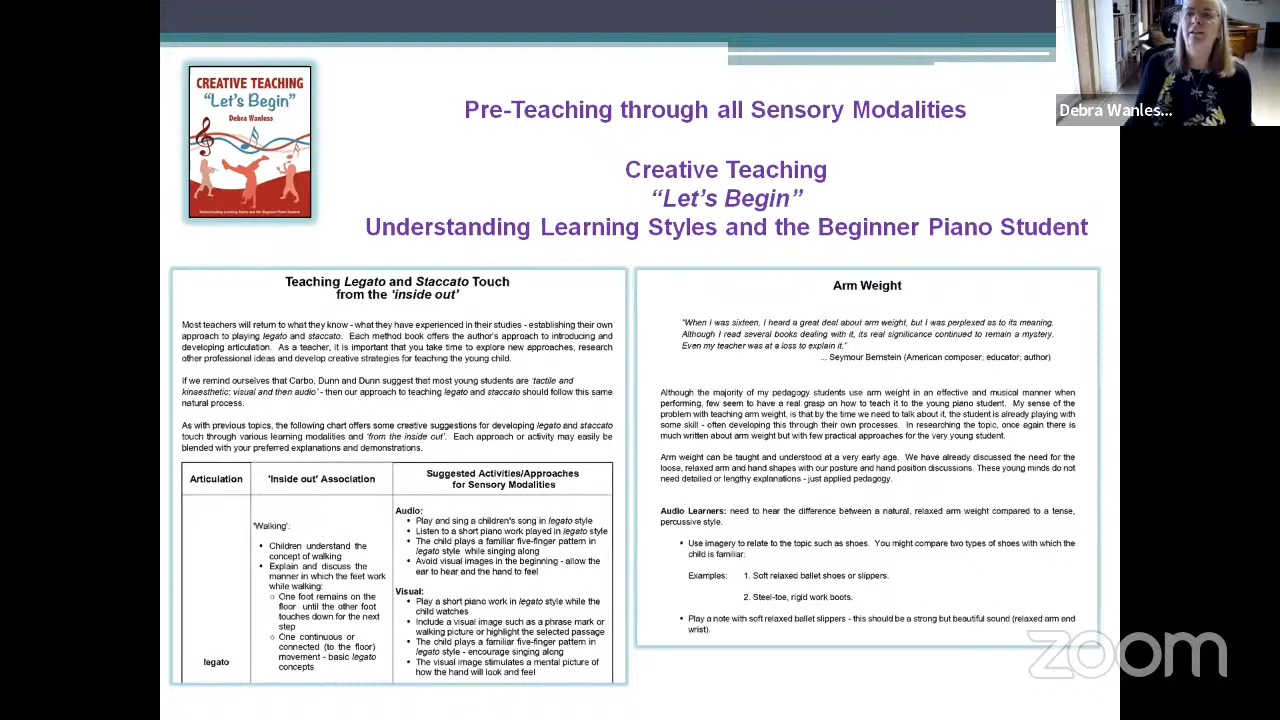 CREATIVE TEACHING
"Let's Begin"
Debra Wanless
Understanding Learning Styles and the Beginner Piano Student
Pre-Teaching through all Sensory Modalities
Creative Teaching
“Let’s Begin”
Understanding Learning Styles and the Beginner Piano Student
Debra Wanles...
Teaching Legato and Staccato Touch
from the ‘inside out’
Most teachers will return to what they know - what they have experienced in their studies - establishing their own
approach to playing legato and staccato. Each method book offers the author's approach to introducing and
developing articulation. As a teacher, it is important that you take time to explore new approaches, research
other professional ideas and develop creative strategies for teaching the young child.
If we remind ourselves that Carbo, Dunn and Dunn suggest that most young students are ‘tactile and
kinaesthetic: visual and then audio’ - then our approach to teaching legato and staccato should follow this same
natural process.
As with previous topics, the following chart offers some creative suggestions for developing legato and staccato
touch through various learning modalities and ‘from the inside out’. Each approach or activity may easily be
blended with your preferred explanations and demonstrations.
Articulation
'Inside out' Association
Suggested Activities/Approaches
for Sensory Modalities
legato
'Walking':
• Children understand the
concept of walking
• Explain and discuss the
manner in which the feet work
while walking:
○ One foot remains on the
floor until the other foot
touches down for the next
step
○ One continuous or
connected (to the floor)
movement - basic legato
concepts
Audio:
• Play and sing a children's song in legato style
• Listen to a short piano work played in legato style
• The child plays a familiar five-finger pattern in
legato style while singing along
• Avoid visual images in the beginning - allow the
ear to hear and the hand to feel
Visual:
• Play a short piano work in legato style while the
child watches
• Include a visual image such as a phrase mark or
walking picture or highlight the selected passage
• The child plays a familiar five-finger pattern in
legato style - encourage singing along
• The visual image stimulates a mental picture of
how the hand will look and feel
Arm Weight
“When I was sixteen, I heard a great deal about arm weight, but I was perplexed as to its meaning.
Although I read several books dealing with it, its real significance continued to remain a mystery.
Even my teacher was at a loss to explain it.”
... Seymour Bernstein (American composer; educator; author)
Although the majority of my pedagogy students use arm weight in an effective and musical manner when
performing, few seem to have a real grasp on how to teach it to the young piano student. My sense of the
problem with teaching arm weight, is that by the time we need to talk about it, the student is already playing with
some skill - often developing this through their own processes. In researching the topic, once again there is
much written about arm weight but with few practical approaches for the very young student.
Arm weight can be taught and understood at a very early age. We have already discussed the need for the
loose, relaxed arm and hand shapes with our posture and hand position discussions. These young minds do not
need detailed or lengthy explanations - just applied pedagogy.
Audio Learners: need to hear the difference between a natural, relaxed arm weight compared to a tense,
percussive style.
• Use imagery to relate to the topic such as shoes. You might compare two types of shoes with which the
child is familiar:
Examples: 1. Soft relaxed ballet shoes or slippers.
2. Steel-toe, rigid work boots.
• Play a note with soft relaxed ballet slippers - this should be a strong but beautiful sound (relaxed arm and
wrist).
zoom